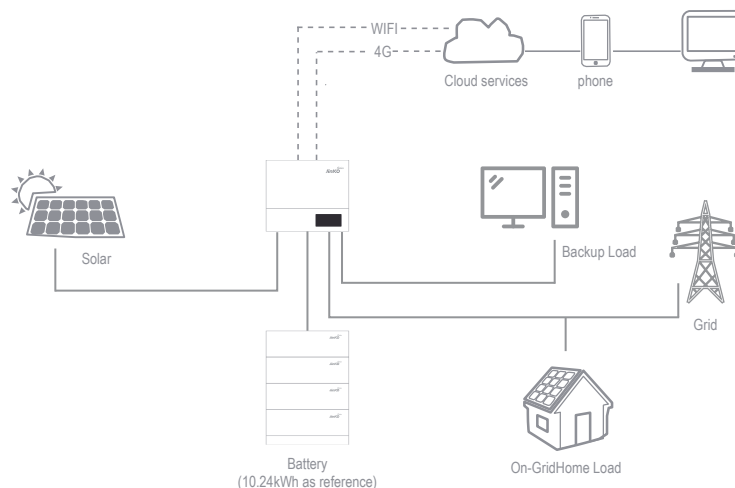 WIFI
4G
Cloud services
phone
Solar
Backup Load
Grid
Battery
(10.24kWh as reference)
On-GridHome Load